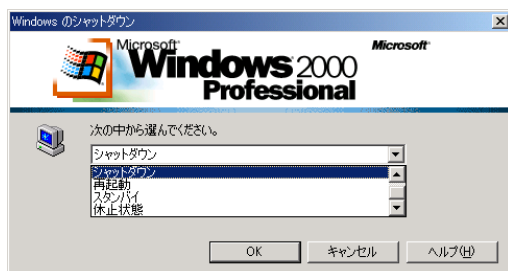 Windows のシャットダウン
Microsoft
Microsoft
Windows 2000
Professional
次の中から選んでください。
シャットダウン
シャットダウン
再起動
スタンバイ
休止状態
OK
キャンセル
ヘルプ(H)